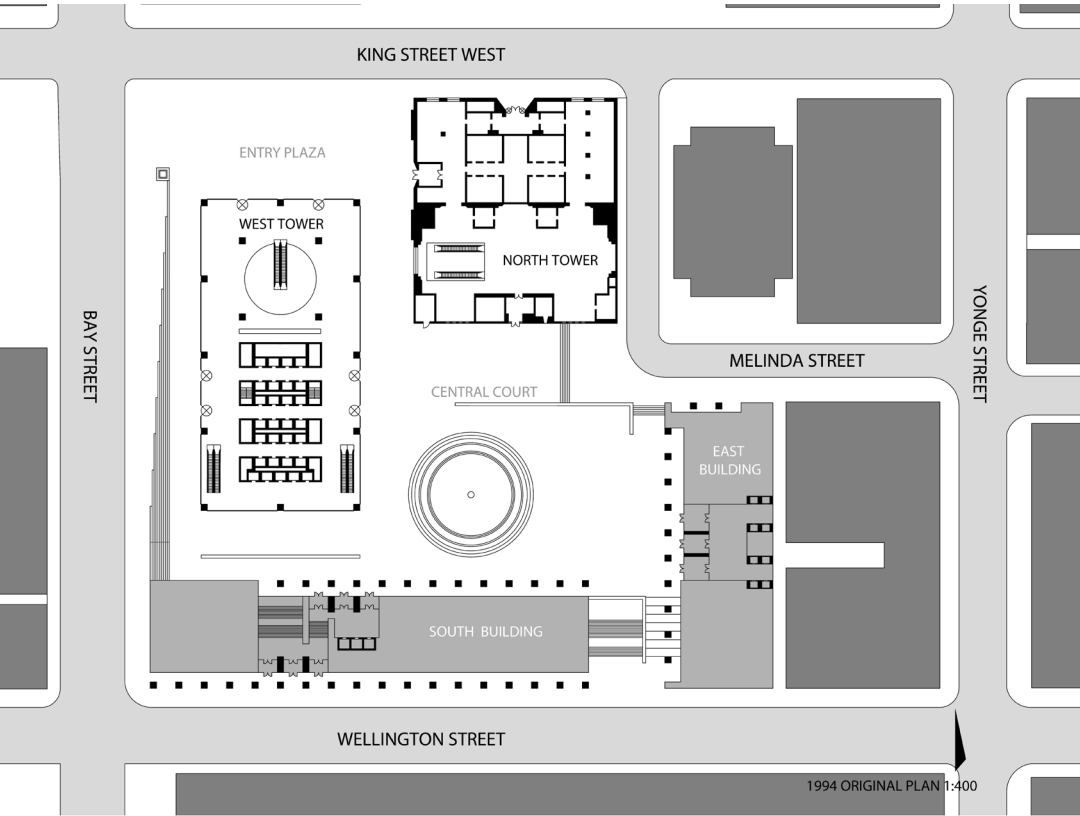 KING STREET WEST
ENTRY PLAZA
WEST TOWER
NORTH TOWER
BAY STREET
YONGE STREET
MELINDA STREET
CENTRAL COURT
EAST
BUILDING
SOUTH BUILDING
WELLINGTON STREET
1994 ORIGINAL PLAN 1:400